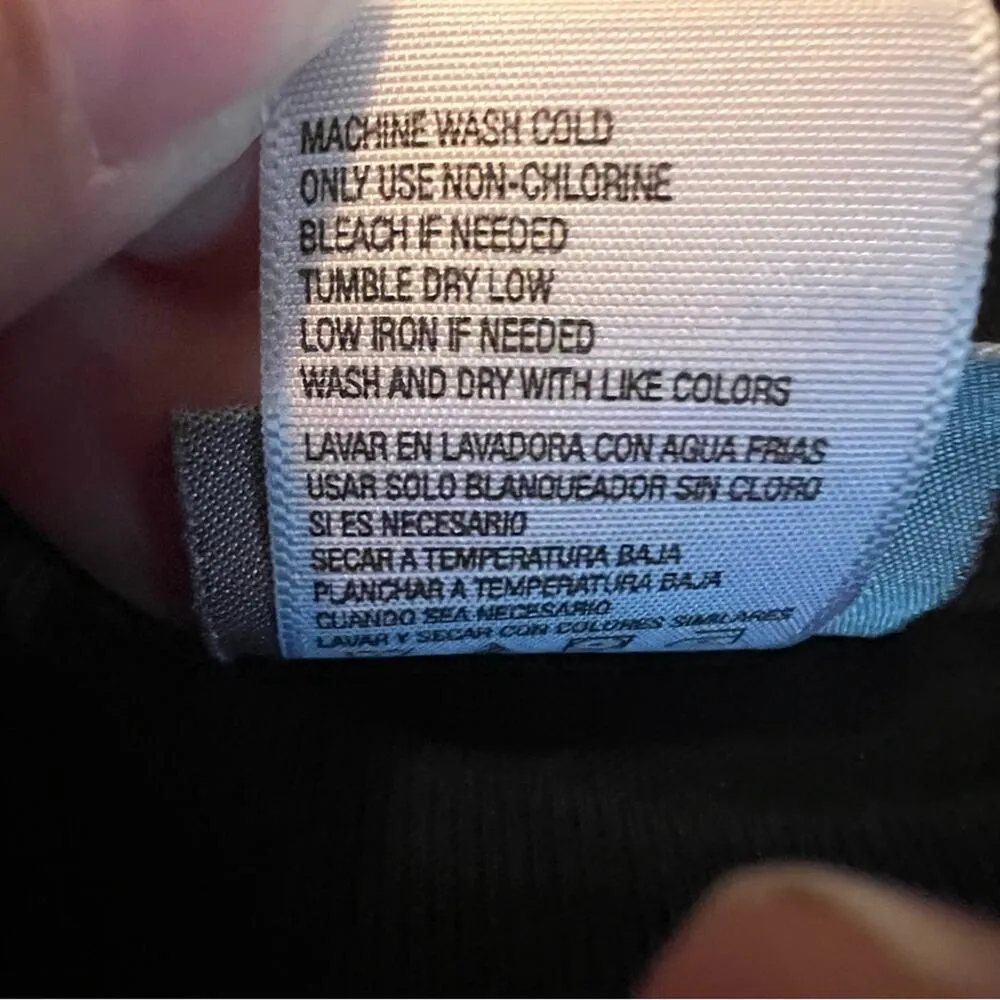 MACHINE WASH COLD
ONLY USE NON-CHLORINE
BLEACH IF NEEDED
TUMBLE DRY LOW
LOW IRON IF NEEDED
WASH AND DRY WITH LIKE COLORS
LAVAR EN LAVADORA CON AGUA FRIAS
USAR SOLO BLANQUEADOR SIN CLORO
SI ES NECESARIO
SECAR A TEMPERATURA BAJA
PLANCHAR A TEMPERATURA BAJA
CUANDO SEA NECESARIO
LAVAR Y SECAR CON COLORES SIMILARES